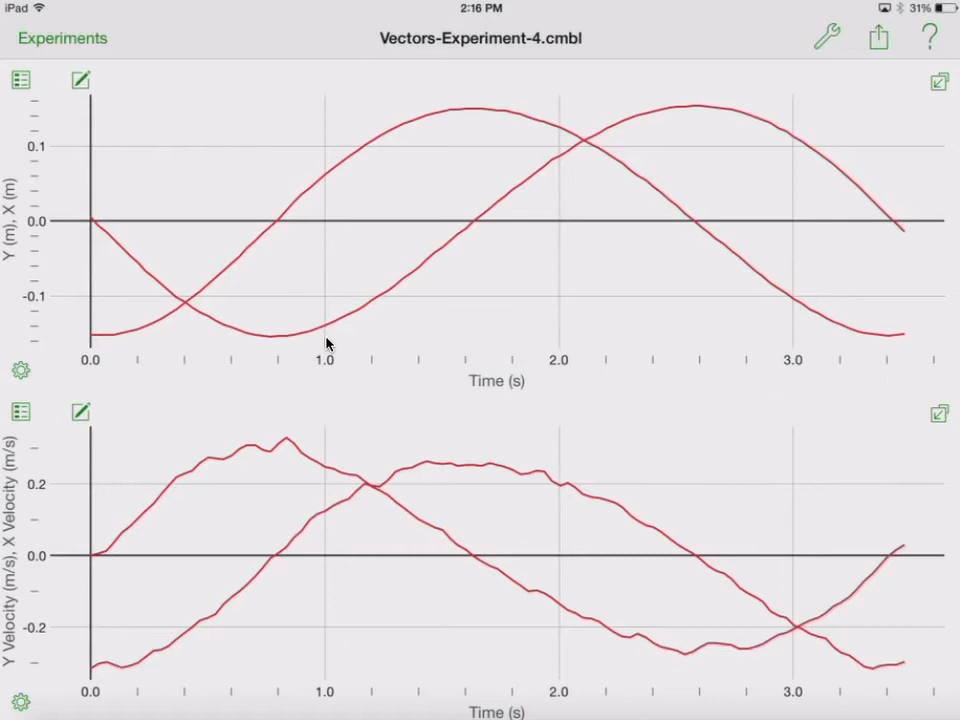 iPad 2:16 PM 31%
Experiments Vectors-Experiment-4.cmbl ?
Y (m), X (m)
0.1
0.0
-0.1
0.0 1.0 2.0 3.0
Time (s)
Y Velocity (m/s), X Velocity (m/s)
0.2
0.0
-0.2
0.0 1.0 2.0 3.0
Time (s)